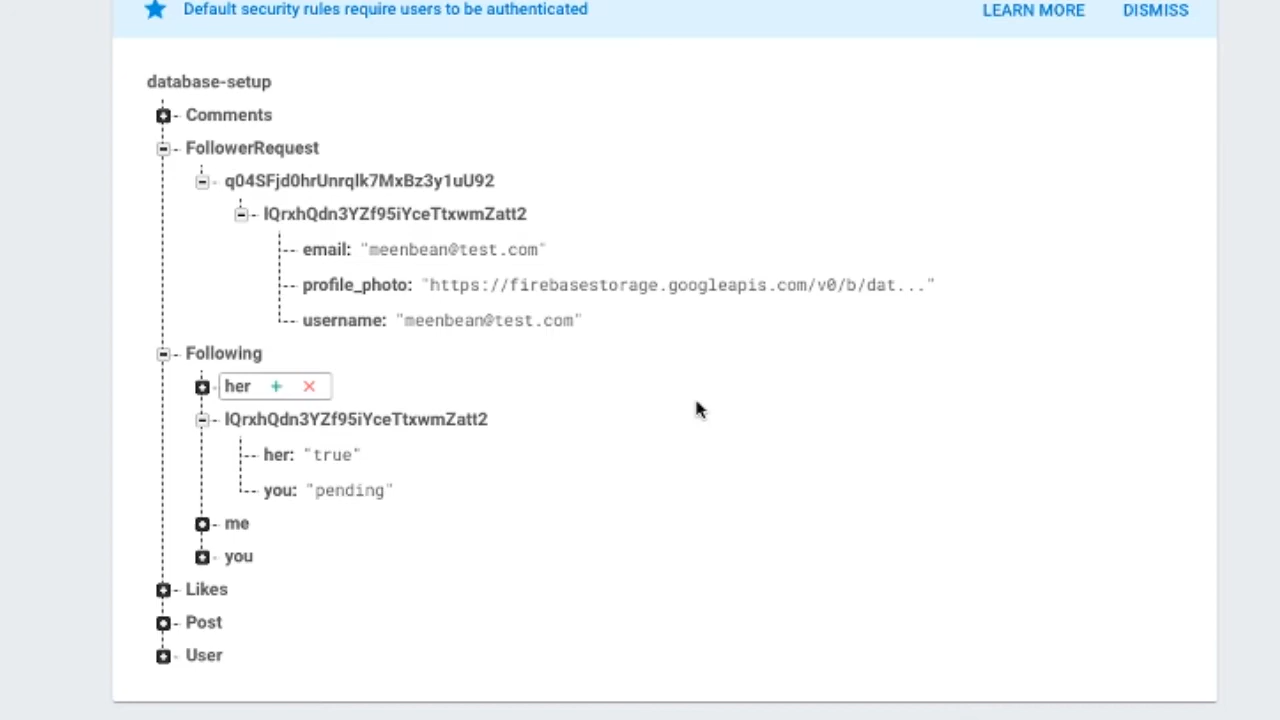 Default security rules require users to be authenticated LEARN MORE DISMISS
database-setup
Comments
FollowerRequest
q04SFjd0hrUnrqlk7MxBz3y1uU92
lQrxhQdn3YZf95iYceTtxwmZatt2
email: "meenbean@test.com"
profile_photo: "https://firebasestorage.googleapis.com/v0/b/dat..."
username: "meenbean@test.com"
Following
her + ×
lQrxhQdn3YZf95iYceTtxwmZatt2
her: "true"
you: "pending"
me
you
Likes
Post
User